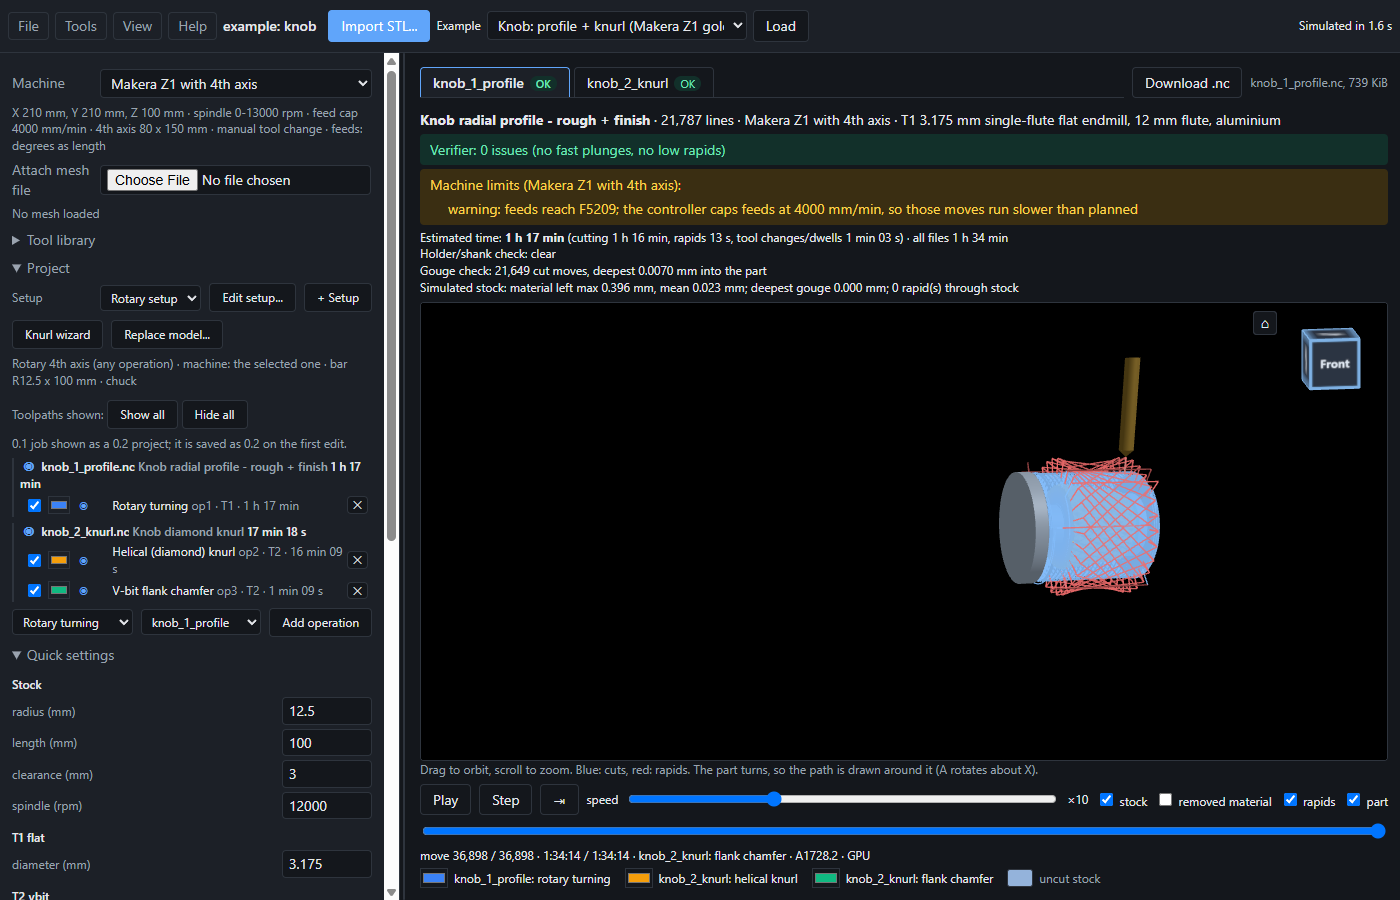 File Tools View Help example: knob Import STL... Example Knob: profile + knurl (Makera Z1 gol Load Simulated in 1.6 s
Machine Makera Z1 with 4th axis
X 210 mm, Y 210 mm, Z 100 mm · spindle 0-13000 rpm · feed cap
4000 mm/min · 4th axis 80 x 150 mm · manual tool change · feeds:
degrees as length
Attach mesh file Choose File No file chosen
No mesh loaded
Tool library
Project
Setup Rotary setup Edit setup... + Setup
Knurl wizard Replace model...
Rotary 4th axis (any operation) · machine: the selected one · bar
R12.5 x 100 mm · chuck
Toolpaths shown: Show all Hide all
0.1 job shown as a 0.2 project; it is saved as 0.2 on the first edit.
knob_1_profile.nc Knob radial profile - rough + finish 1 h 17
min
Rotary turning op1 · T1 · 1 h 17 min
knob_2_knurl.nc Knob diamond knurl 17 min 18 s
Helical (diamond) knurl op2 · T2 · 16 min 09
s
V-bit flank chamfer op3 · T2 · 1 min 09 s
Rotary turning knob_1_profile Add operation
Quick settings
Stock
radius (mm) 12.5
length (mm) 100
clearance (mm) 3
spindle (rpm) 12000
T1 flat
diameter (mm) 3.175
T2 vbit
knob_1_profile OK knob_2_knurl OK Download .nc knob_1_profile.nc, 739 KiB
Knob radial profile - rough + finish · 21,787 lines · Makera Z1 with 4th axis · T1 3.175 mm single-flute flat endmill, 12 mm flute, aluminium
Verifier: 0 issues (no fast plunges, no low rapids)
Machine limits (Makera Z1 with 4th axis):
warning: feeds reach F5209; the controller caps feeds at 4000 mm/min, so those moves run slower than planned
Estimated time: 1 h 17 min (cutting 1 h 16 min, rapids 13 s, tool changes/dwells 1 min 03 s) · all files 1 h 34 min
Holder/shank check: clear
Gouge check: 21,649 cut moves, deepest 0.0070 mm into the part
Simulated stock: material left max 0.396 mm, mean 0.023 mm; deepest gouge 0.000 mm; 0 rapid(s) through stock
Front
Drag to orbit, scroll to zoom. Blue: cuts, red: rapids. The part turns, so the path is drawn around it (A rotates about X).
Play Step speed ×10 stock removed material rapids part
move 36,898 / 36,898 · 1:34:14 / 1:34:14 · knob_2_knurl: flank chamfer · A1728.2 · GPU
knob_1_profile: rotary turning knob_2_knurl: helical knurl knob_2_knurl: flank chamfer uncut stock